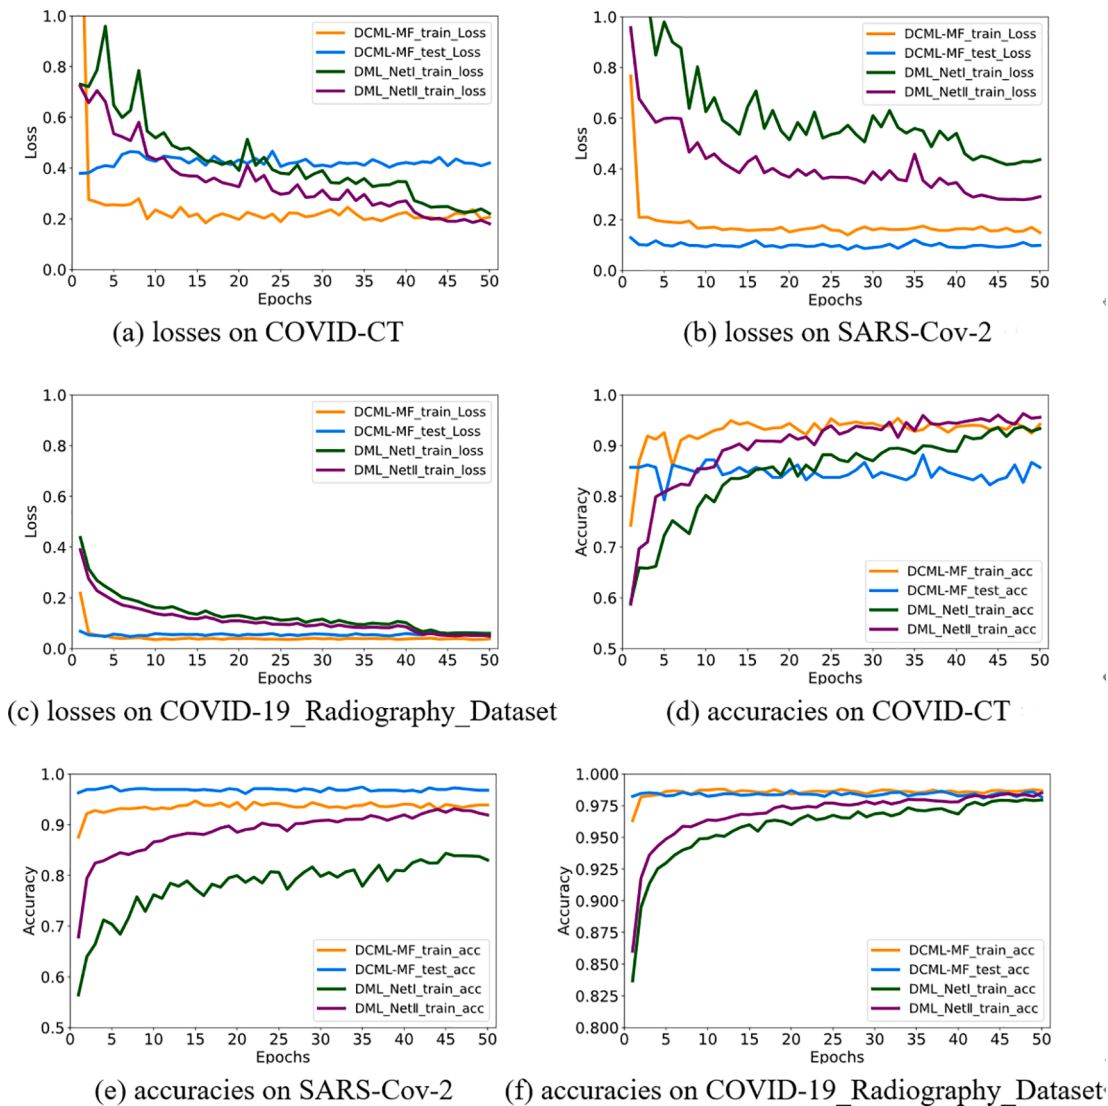 1.0
0.8
0.6
0.4
0.2
0.0
Loss
DCML-MF_train_Loss
DCML-MF_test_Loss
DML_NetⅠ_train_loss
DML_NetⅡ_train_loss
0 5 10 15 20 25 30 35 40 45 50
Epochs
(a) losses on COVID-CT
1.0
0.8
0.6
0.4
0.2
0.0
Loss
DCML-MF_train_Loss
DCML-MF_test_Loss
DML_NetⅠ_train_loss
DML_NetⅡ_train_loss
0 5 10 15 20 25 30 35 40 45 50
Epochs
(b) losses on SARS-Cov-2
1.0
0.8
0.6
0.4
0.2
0.0
Loss
DCML-MF_train_Loss
DCML-MF_test_Loss
DML_NetⅠ_train_loss
DML_NetⅡ_train_loss
0 5 10 15 20 25 30 35 40 45 50
Epochs
(c) losses on COVID-19_Radiography_Dataset
1.0
0.9
0.8
0.7
0.6
0.5
Accuracy
DCML-MF_train_acc
DCML-MF_test_acc
DML_NetⅠ_train_acc
DML_NetⅡ_train_acc
0 5 10 15 20 25 30 35 40 45 50
Epochs
(d) accuracies on COVID-CT
1.0
0.9
0.8
0.7
0.6
0.5
Accuracy
DCML-MF_train_acc
DCML-MF_test_acc
DML_NetⅠ_train_acc
DML_NetⅡ_train_acc
0 5 10 15 20 25 30 35 40 45 50
Epochs
(e) accuracies on SARS-Cov-2
1.000
0.975
0.950
0.925
0.900
0.875
0.850
0.825
0.800
Accuracy
DCML-MF_train_acc
DCML-MF_test_acc
DML_NetⅠ_train_acc
DML_NetⅡ_train_acc
0 5 10 15 20 25 30 35 40 45 50
Epochs
(f) accuracies on COVID-19_Radiography_Dataset